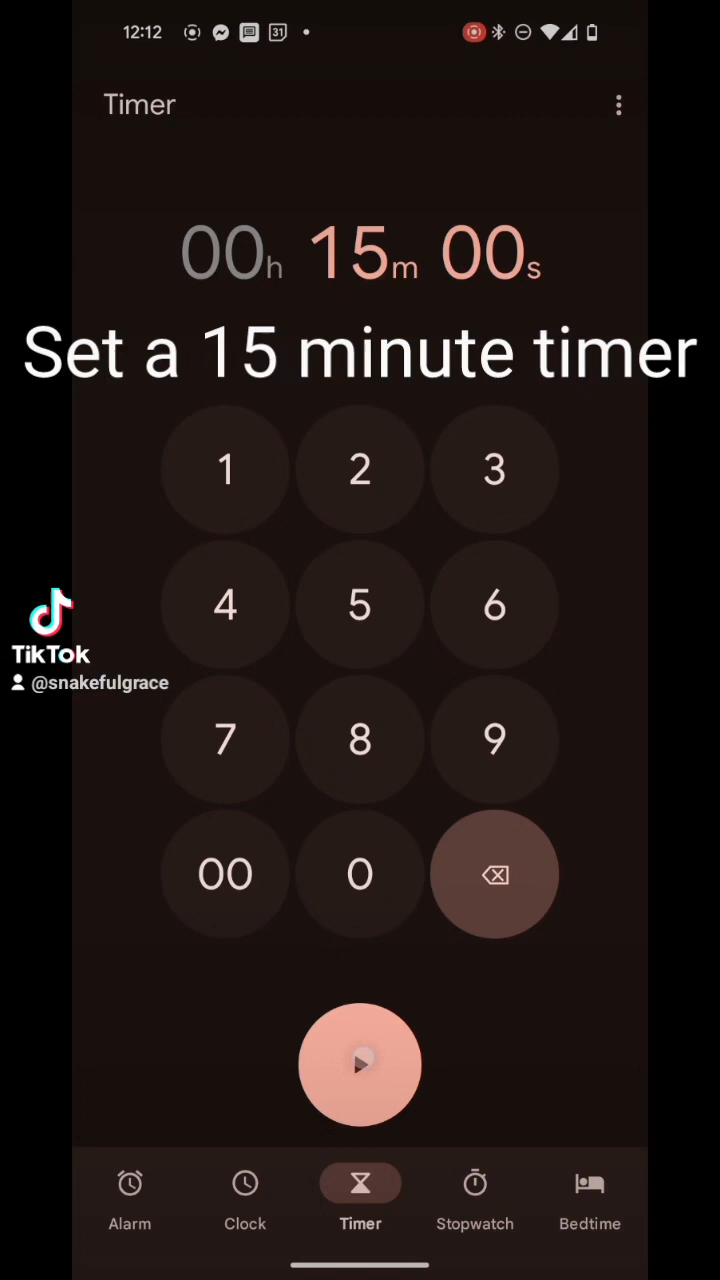 12:12
31
Timer
00h 15m 00s
Set a 15 minute timer
1 2 3
4 5 6
TikTok
@snakefulgrace
7 8 9
00 0
Alarm Clock Timer Stopwatch Bedtime